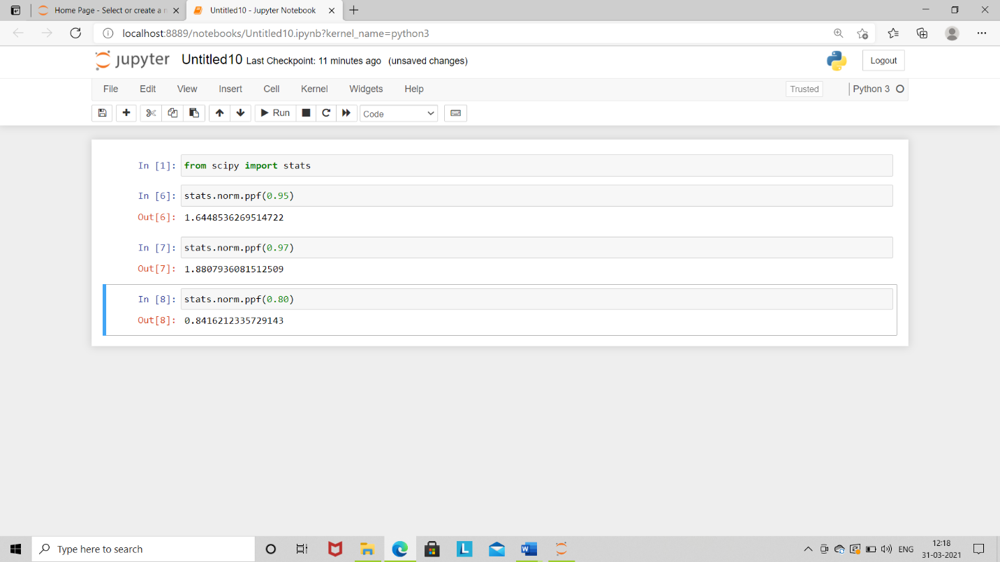 Home Page - Select or create a n
Untitled10 - Jupyter Notebook
localhost:8889/notebooks/Untitled10.ipynb?kernel_name=python3
jupyter Untitled10 Last Checkpoint: 11 minutes ago (unsaved changes)
Logout
File Edit View Insert Cell Kernel Widgets Help
Trusted
Python 3
Run
Code
In [1]: from scipy import stats
In [6]: stats.norm.ppf(0.95)
Out[6]: 1.6448536269514722
In [7]: stats.norm.ppf(0.97)
Out[7]: 1.8807936081512509
In [8]: stats.norm.ppf(0.80)
Out[8]: 0.8416212335729143
Type here to search
L
W
ENG
12:18
31-03-2021